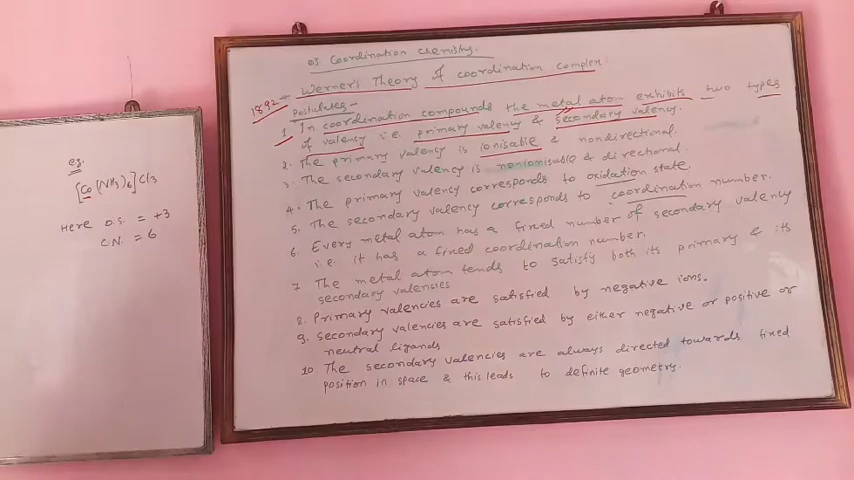 e.g.
[Co(NH3)6]Cl3
Here O.S. = +3
C.N. = 6
03 Coordination Chemistry.
1892 → Werner's Theory of coordination complex
Postulates -
1. In coordination compounds the metal atom exhibits two types
of valency i.e. primary valency & secondary valency.
2. The primary valency is ionisable & nondirectional.
3. The secondary valency is nonionisable & directional.
4. The primary valency corresponds to oxidation state
5. The secondary valency corresponds to coordination number.
6. Every metal atom has a fixed number of secondary valency
i.e. it has a fixed coordination number.
7 The metal atom tends to satisfy both its primary & its
secondary valencies
8. Primary valencies are satisfied by negative ions.
9. Secondary valencies are satisfied by either negative or positive or
neutral ligands
10 The secondary valencies are always directed towards fixed
position in space & this leads to definite geometry.